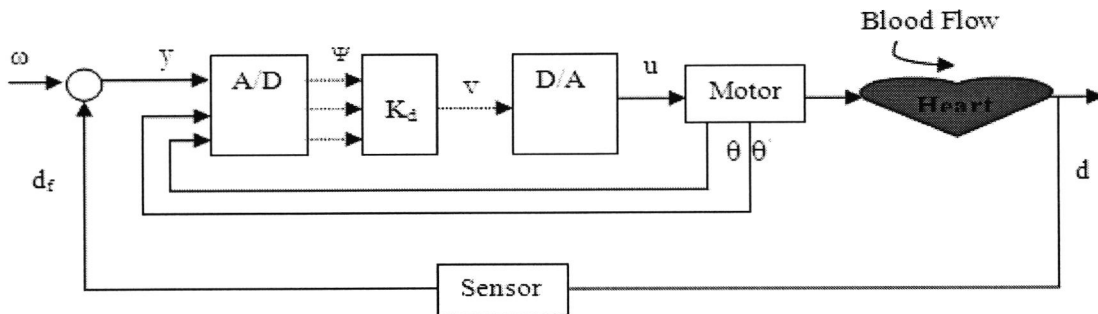 Blood Flow
ω
y
A/D
Ψ
K_d
v
D/A
u
Motor
Heart
θ θ˙
d_f
d
Sensor